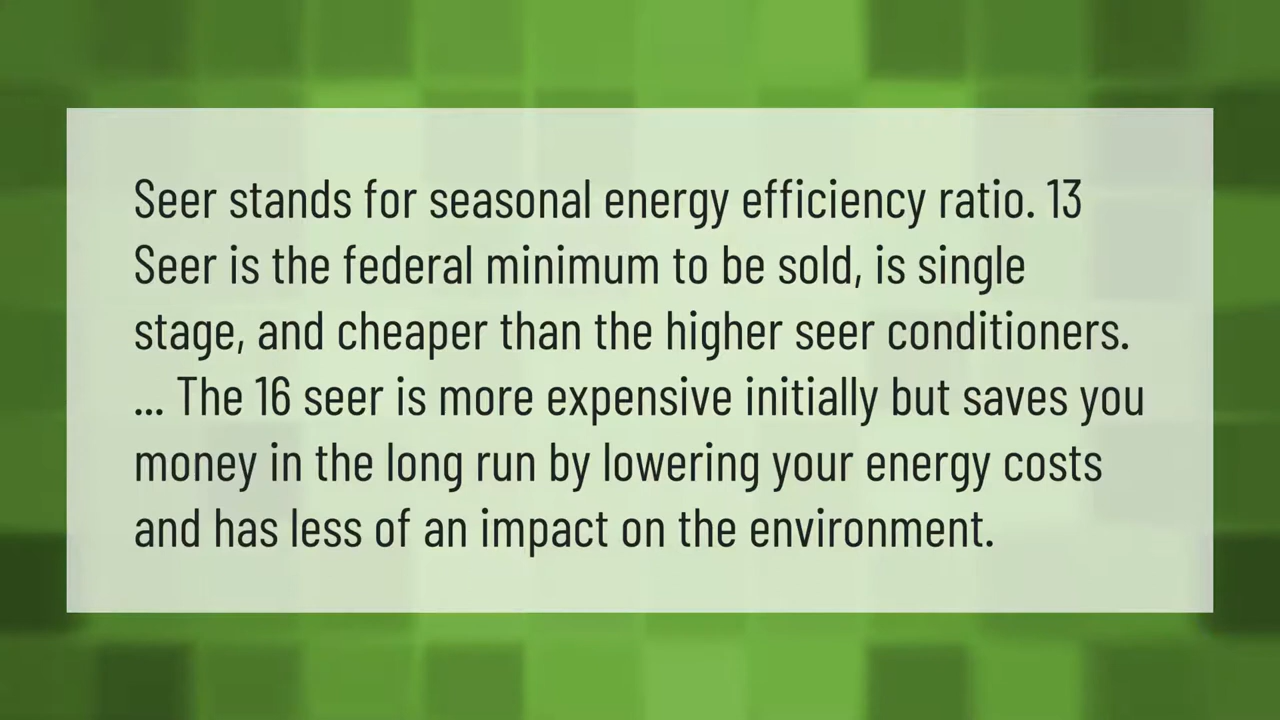 Seer stands for seasonal energy efficiency ratio. 13
Seer is the federal minimum to be sold, is single
stage, and cheaper than the higher seer conditioners.
... The 16 seer is more expensive initially but saves you
money in the long run by lowering your energy costs
and has less of an impact on the environment.